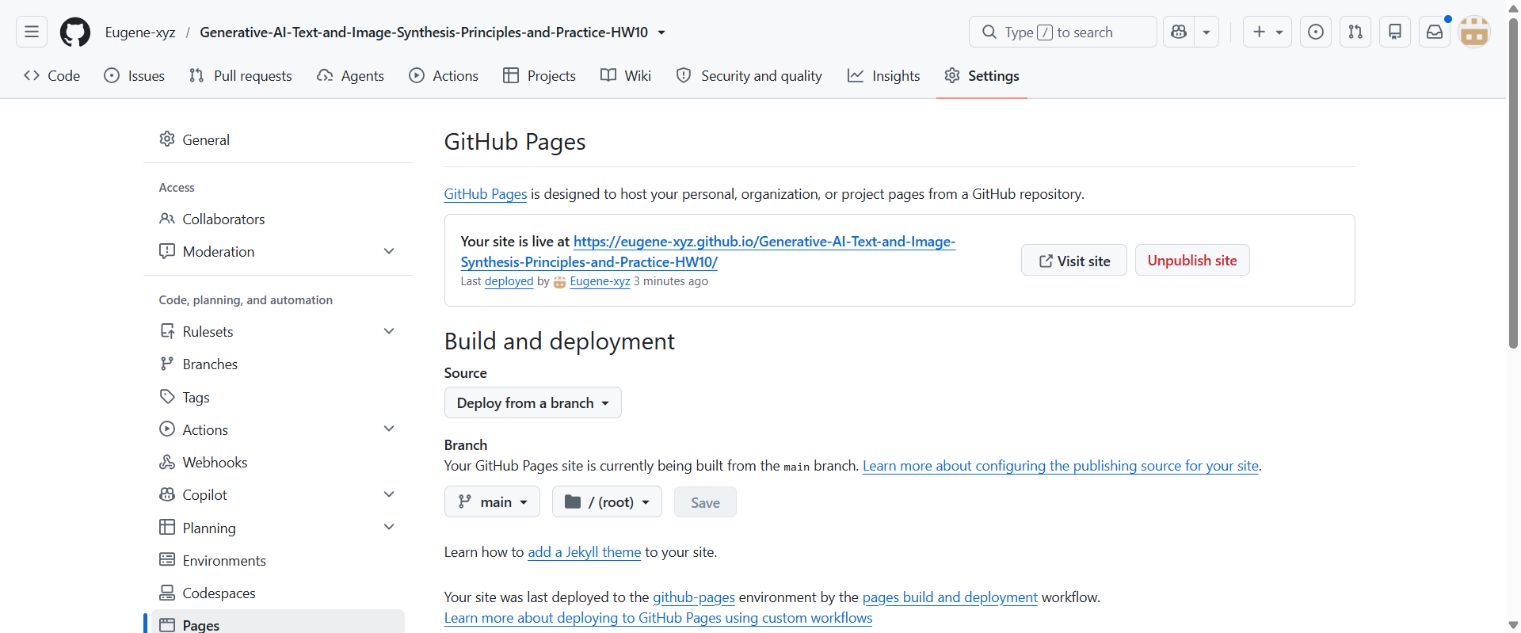 Eugene-xyz / Generative-AI-Text-and-Image-Synthesis-Principles-and-Practice-HW10
Type / to search
Code Issues Pull requests Agents Actions Projects Wiki Security and quality Insights Settings
General
Access
Collaborators
Moderation
Code, planning, and automation
Rulesets
Branches
Tags
Actions
Webhooks
Copilot
Planning
Environments
Codespaces
Pages
GitHub Pages
GitHub Pages is designed to host your personal, organization, or project pages from a GitHub repository.
Your site is live at https://eugene-xyz.github.io/Generative-AI-Text-and-Image-
Synthesis-Principles-and-Practice-HW10/
Last deployed by Eugene-xyz 3 minutes ago
Visit site
Unpublish site
Build and deployment
Source
Deploy from a branch
Branch
Your GitHub Pages site is currently being built from the main branch. Learn more about configuring the publishing source for your site.
main / (root) Save
Learn how to add a Jekyll theme to your site.
Your site was last deployed to the github-pages environment by the pages build and deployment workflow.
Learn more about deploying to GitHub Pages using custom workflows